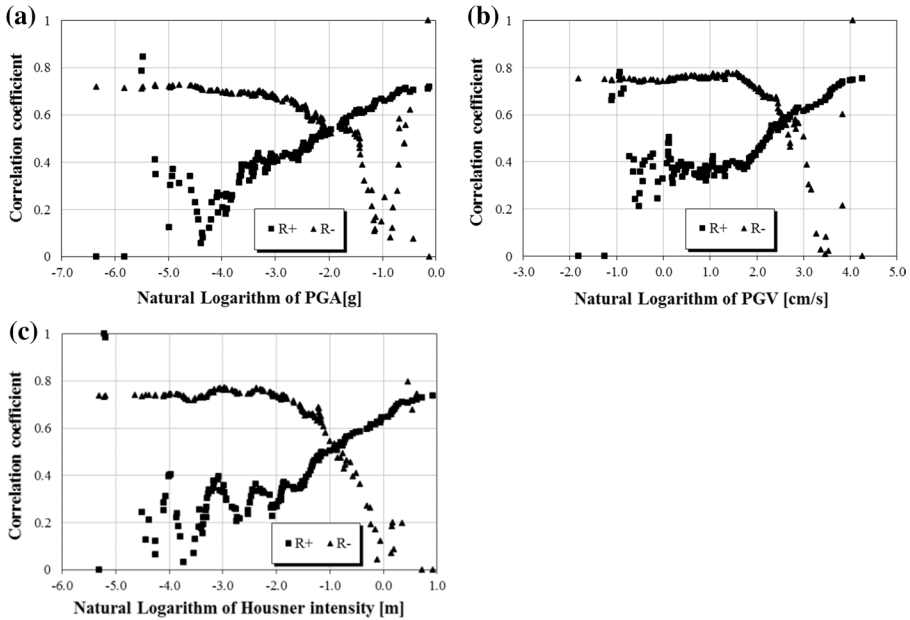 (a)
Correlation coefficient
1
0.8
0.6
0.4
0.2
0
R+ R-
-7.0 -6.0 -5.0 -4.0 -3.0 -2.0 -1.0 0.0
Natural Logarithm of PGA[g]
(b)
Correlation coefficient
1
0.8
0.6
0.4
0.2
0
R+ R-
-3.0 -2.0 -1.0 0.0 1.0 2.0 3.0 4.0 5.0
Natural Logarithm of PGV [cm/s]
(c)
Correlation coefficient
1
0.8
0.6
0.4
0.2
0
R+ R-
-6.0 -5.0 -4.0 -3.0 -2.0 -1.0 0.0 1.0
Natural Logarithm of Housner intensity [m]